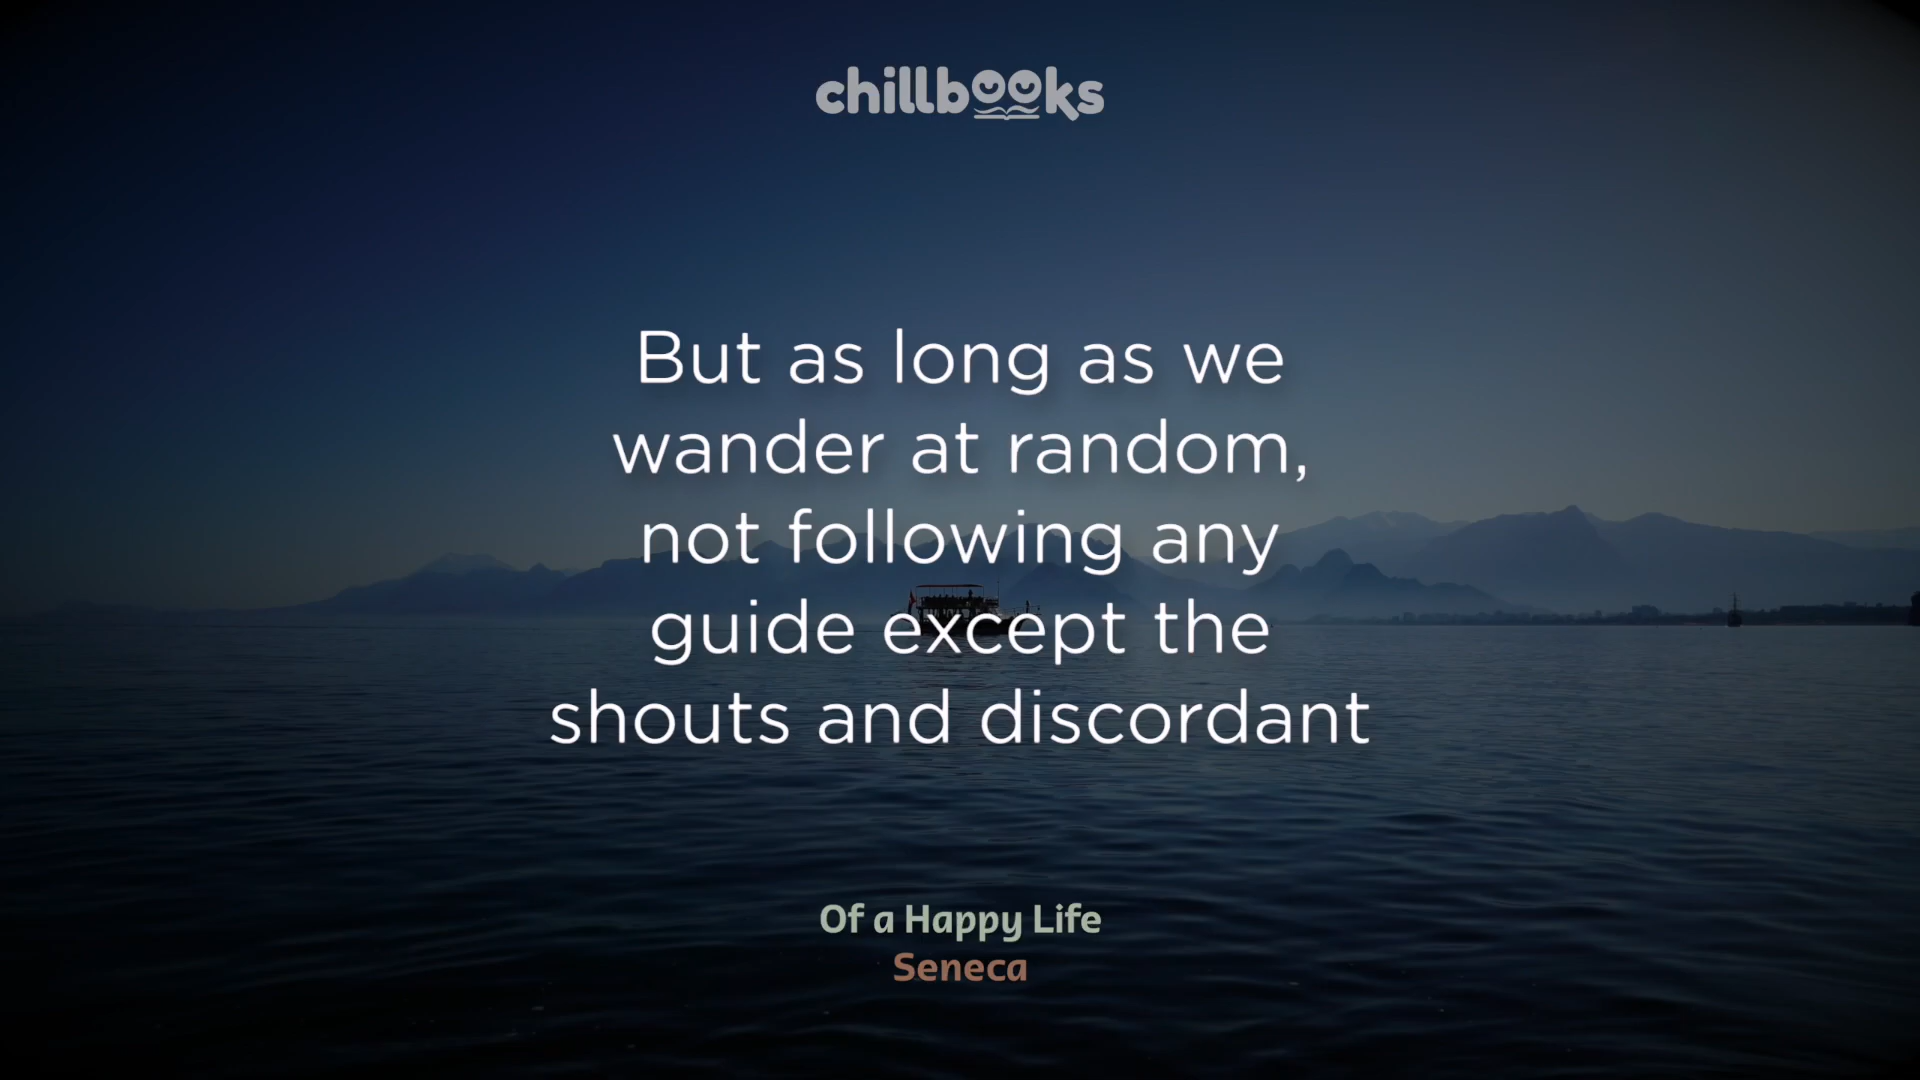 chillbooks
But as long as we
wander at random,
not following any
guide except the
shouts and discordant
Of a Happy Life
Seneca